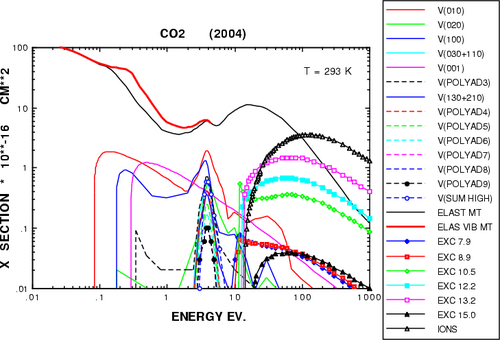 CO2 (2004)
X SECTION * 10**-16 CM**2
100
10
1
.1
.01
T = 293 K
.01 .1 1 10 100 1000
ENERGY EV.
V(010)
V(020)
V(100)
V(030+110)
V(001)
V(POLYAD3)
V(130+210)
V(POLYAD4)
V(POLYAD5)
V(POLYAD6)
V(POLYAD7)
V(POLYAD8)
V(POLYAD9)
V(SUM HIGH)
ELAST MT
ELAS VIB MT
EXC 7.9
EXC 8.9
EXC 10.5
EXC 12.2
EXC 13.2
EXC 15.0
IONS